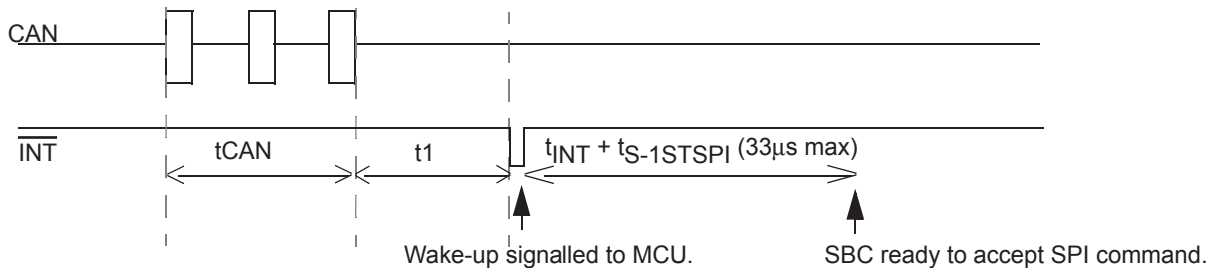 CAN
INT
tCAN
t1
tINT + tS-1STSPI (33µs max)
Wake-up signalled to MCU.
SBC ready to accept SPI command.